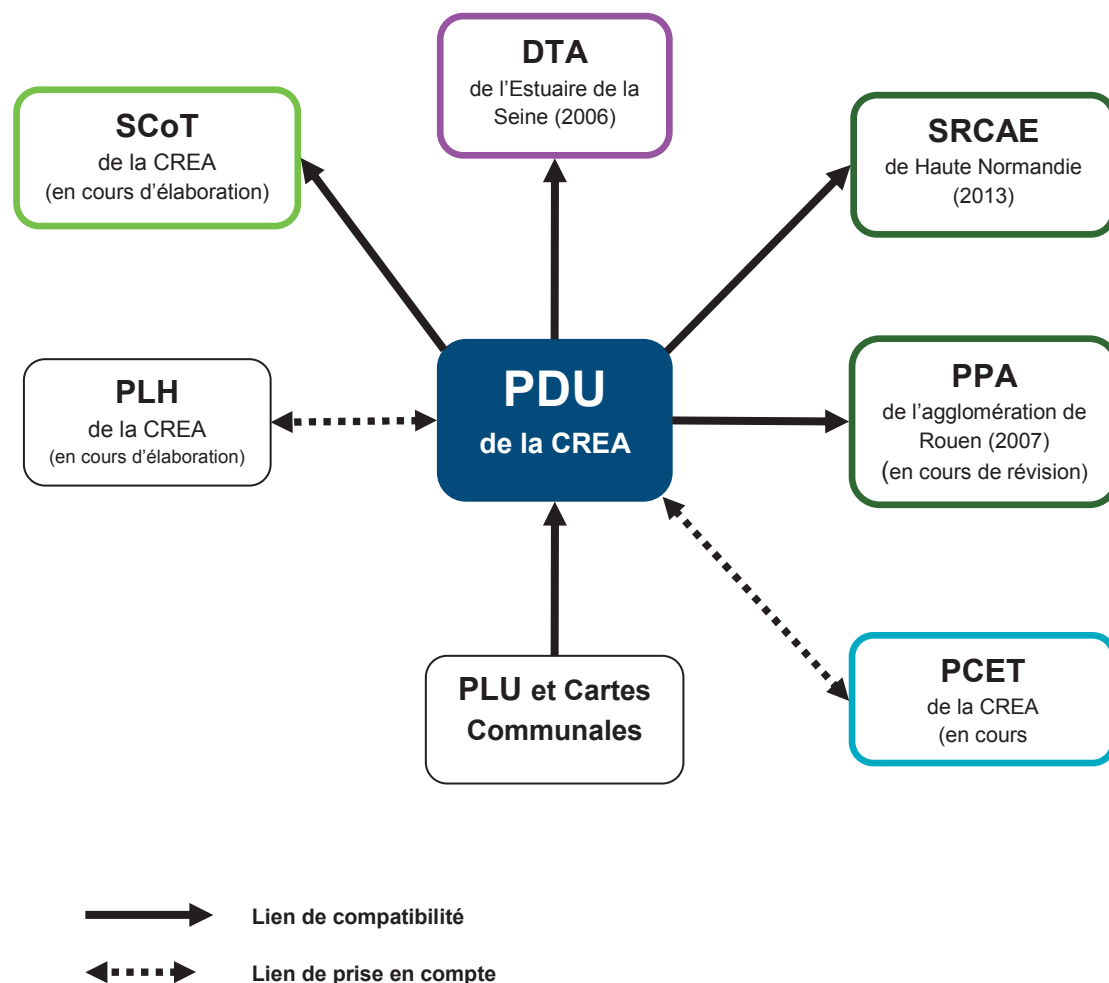 DTA
de l'Estuaire de la
Seine (2006)
SCoT
de la CREA
(en cours d'élaboration)
SRCAE
de Haute Normandie
(2013)
PLH
de la CREA
(en cours d'élaboration)
PDU
de la CREA
PPA
de l'agglomération de
Rouen (2007)
(en cours de révision)
PLU et Cartes
Communales
PCET
de la CREA
(en cours
Lien de compatibilité
Lien de prise en compte